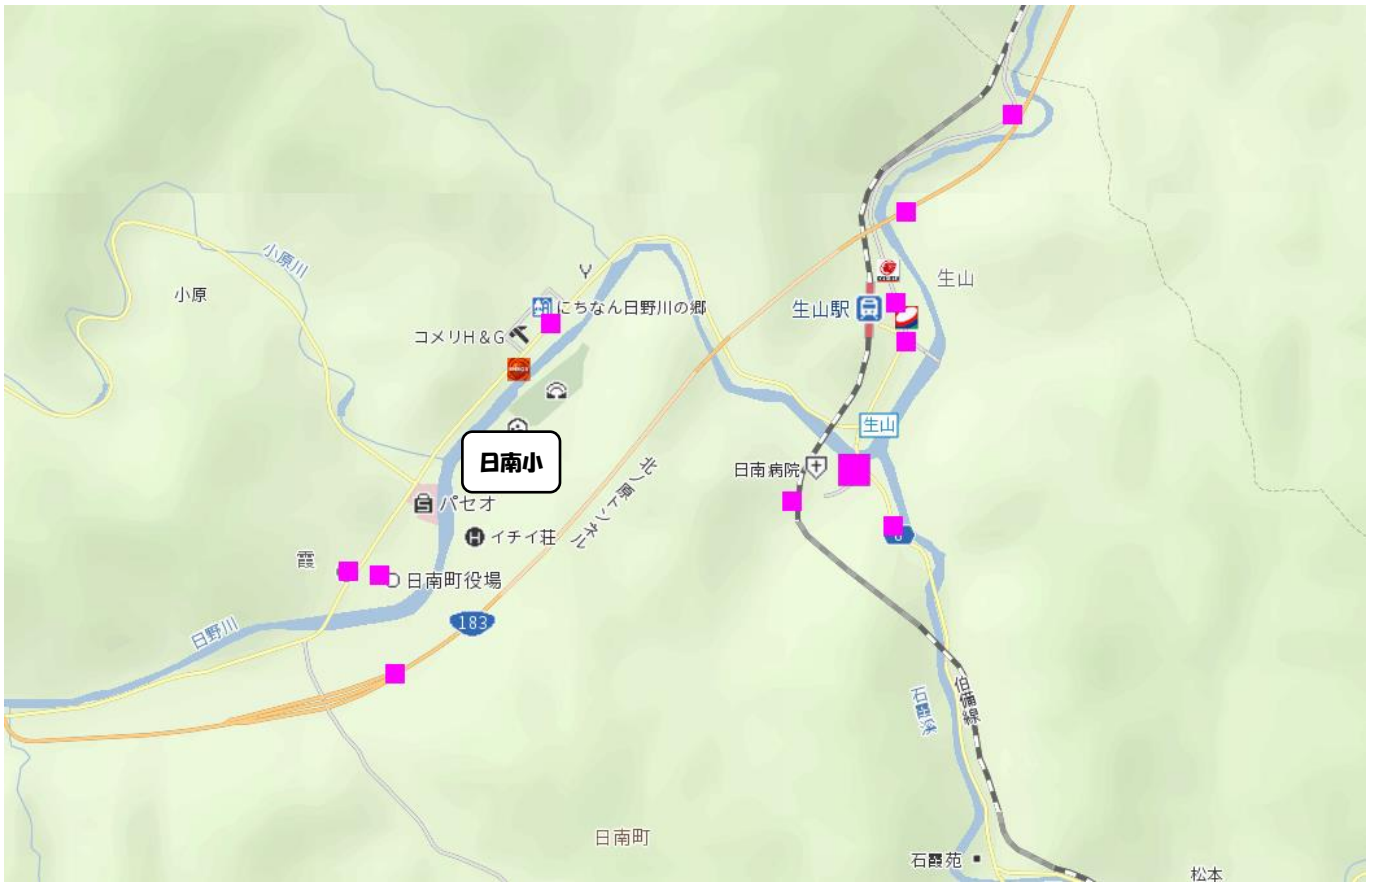 小原川
小原
生山
にちなん日野川の郷
生山駅
コメリH＆G
生山
日南小
日南病院
北ノ原トンネル
パセオ
イチイ荘
霞
日南町役場
183
日野川
伯備線
日南町
石霞苑
松本